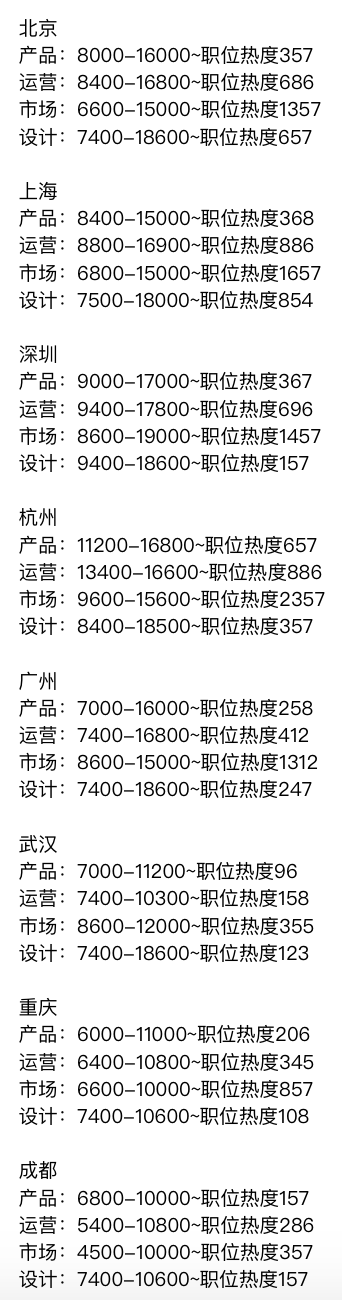 北京
产品：8000-16000~职位热度357
运营：8400-16800~职位热度686
市场：6600-15000~职位热度1357
设计：7400-18600~职位热度657
上海
产品：8400-15000~职位热度368
运营：8800-16900~职位热度886
市场：6800-15000~职位热度1657
设计：7500-18000~职位热度854
深圳
产品：9000-17000~职位热度367
运营：9400-17800~职位热度696
市场：8600-19000~职位热度1457
设计：9400-18600~职位热度157
杭州
产品：11200-16800~职位热度657
运营：13400-16600~职位热度886
市场：9600-15600~职位热度2357
设计：8400-18500~职位热度357
广州
产品：7000-16000~职位热度258
运营：7400-16800~职位热度412
市场：8600-15000~职位热度1312
设计：7400-18600~职位热度247
武汉
产品：7000-11200~职位热度96
运营：7400-10300~职位热度158
市场：8600-12000~职位热度355
设计：7400-18600~职位热度123
重庆
产品：6000-11000~职位热度206
运营：6400-10800~职位热度345
市场：6600-10000~职位热度857
设计：7400-10600~职位热度108
成都
产品：6800-10000~职位热度157
运营：5400-10800~职位热度286
市场：4500-10000~职位热度357
设计：7400-10600~职位热度157